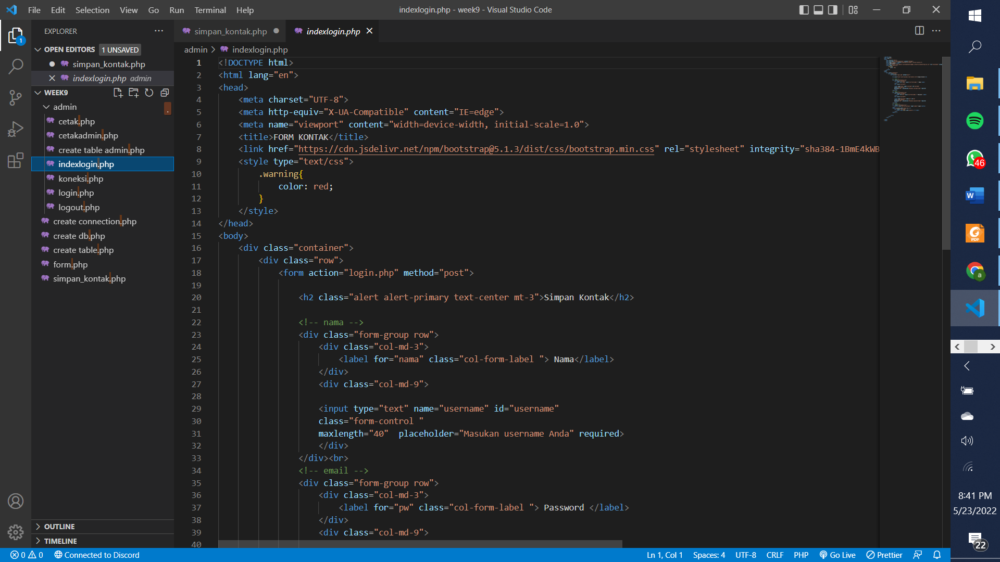 File Edit Selection View Go Run Terminal Help
indexlogin.php - week9 - Visual Studio Code
EXPLORER
1
OPEN EDITORS 1 UNSAVED
simpan_kontak.php
indexlogin.php admin
WEEK9
admin
cetak.php
cetakadmin.php
create table admin.php
indexlogin.php
koneksi.php
login.php
logout.php
create connection.php
create db.php
create table.php
form.php
simpan_kontak.php
OUTLINE
TIMELINE
simpan_kontak.php
indexlogin.php
admin > indexlogin.php
1 <!DOCTYPE html>
2 <html lang="en">
3 <head>
4 <meta charset="UTF-8">
5 <meta http-equiv="X-UA-Compatible" content="IE=edge">
6 <meta name="viewport" content="width=device-width, initial-scale=1.0">
7 <title>FORM KONTAK</title>
8 <link href="https://cdn.jsdelivr.net/npm/bootstrap@5.1.3/dist/css/bootstrap.min.css" rel="stylesheet" integrity="sha384-1BmE4kWB
9 <style type="text/css">
10 .warning{
11 color: red;
12 }
13 </style>
14 </head>
15 <body>
16 <div class="container">
17 <div class="row">
18 <form action="login.php" method="post">
19
20 <h2 class="alert alert-primary text-center mt-3">Simpan Kontak</h2>
21
22 <!-- nama -->
23 <div class="form-group row">
24 <div class="col-md-3">
25 <label for="nama" class="col-form-label "> Nama</label>
26 </div>
27 <div class="col-md-9">
28
29 <input type="text" name="username" id="username"
30 class="form-control "
31 maxlength="40"  placeholder="Masukan username Anda" required>
32 </div>
33 </div><br>
34 <!-- email -->
35 <div class="form-group row">
36 <div class="col-md-3">
37 <label for="pw" class="col-form-label "> Password </label>
38 </div>
39 <div class="col-md-9">
40
0 0 Connected to Discord
Ln 1, Col 1 Spaces: 4 UTF-8 CRLF PHP Go Live Prettier
46
W
PDF
a
8:41 PM
5/23/2022
22